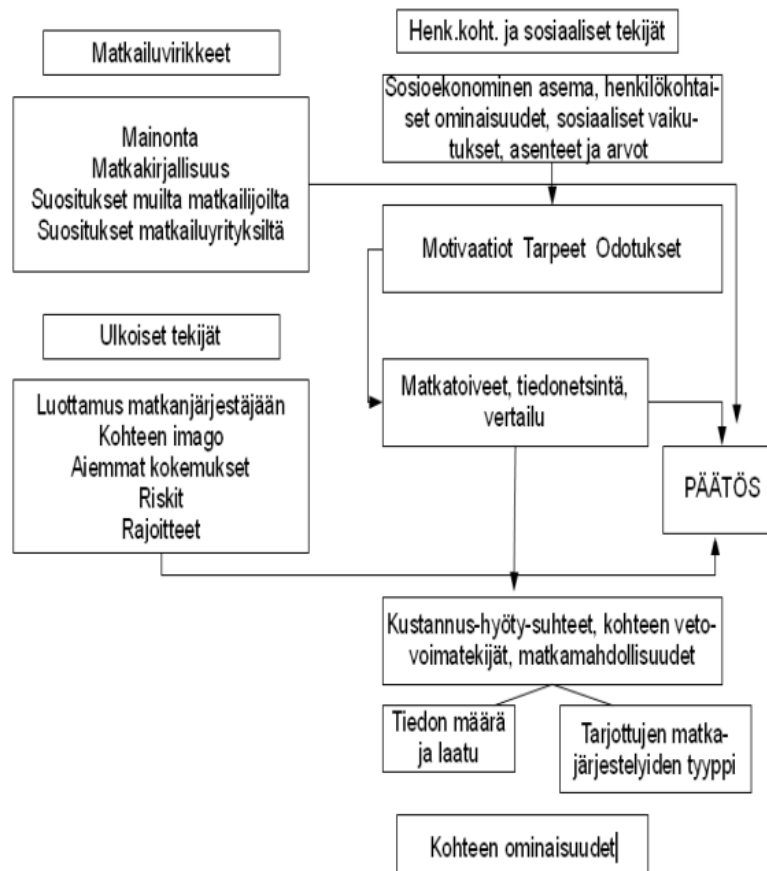 Matkailuvirikkeet
Mainonta
Matkakirjallisuus
Suositukset muilta matkailijoilta
Suositukset matkailuyrityksiltä
Ulkoiset tekijät
Luottamus matkanjärjestäjään
Kohteen imago
Aiemmat kokemukset
Riskit
Rajoitteet
Henk.koht. ja sosiaaliset tekijät
Sosioekonominen asema, henkilökohtai-
set ominaisuudet, sosiaaliset vaiku-
tukset, asenteet ja arvot
Motivaatiot Tarpeet Odotukset
Matkatoiveet, tiedonetsintä,
vertailu
PÄÄTÖS
Kustannus-hyöty-suhteet, kohteen veto-
voimatekijät, matkamahdollisuudet
Tiedon määrä
ja laatu
Tarjottujen matka-
järjestelyiden tyyppi
Kohteen ominaisuudet